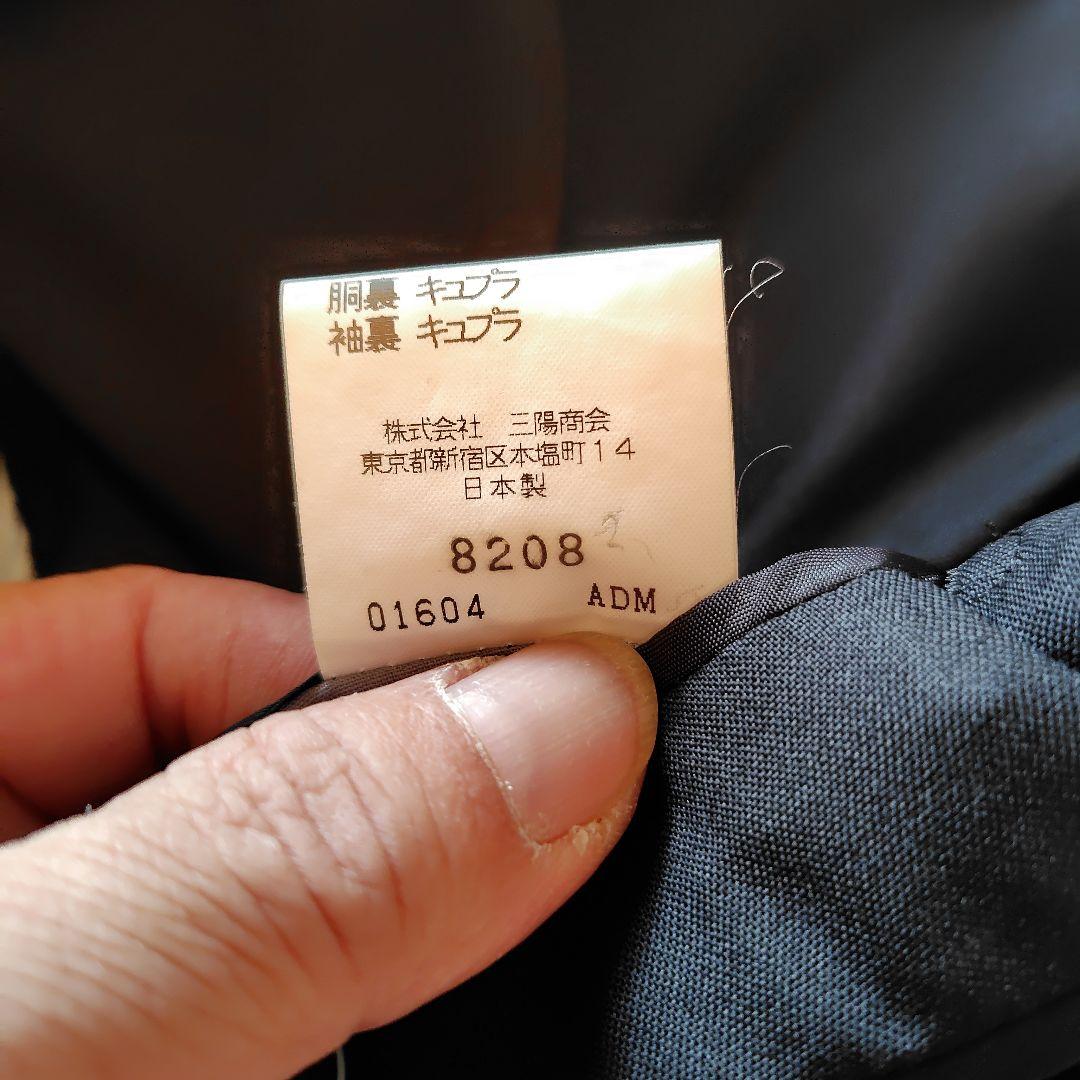 胴裏 キュプラ
袖裏 キュプラ
株式会社 三陽商会
東京都新宿区本塩町14
日本製
8208
01604 ADM